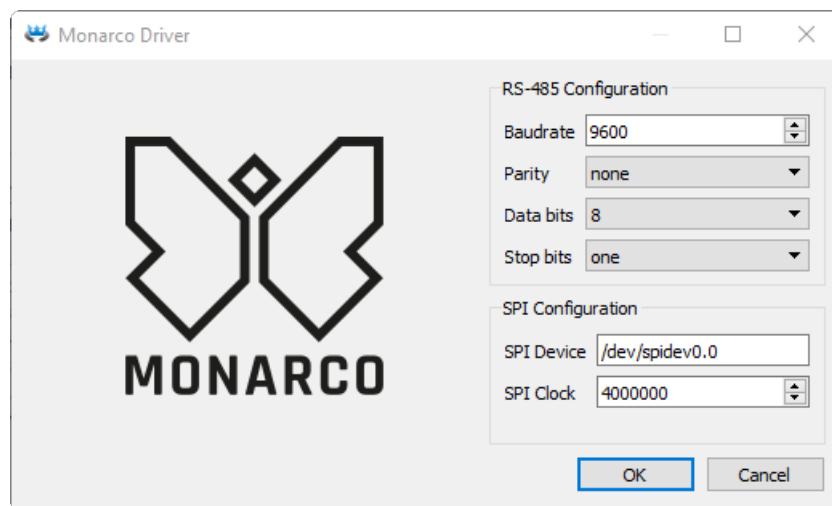 Monarco Driver
MONARCO
RS-485 Configuration
Baudrate 9600
Parity none
Data bits 8
Stop bits one
SPI Configuration
SPI Device /dev/spidev0.0
SPI Clock 4000000
OK Cancel